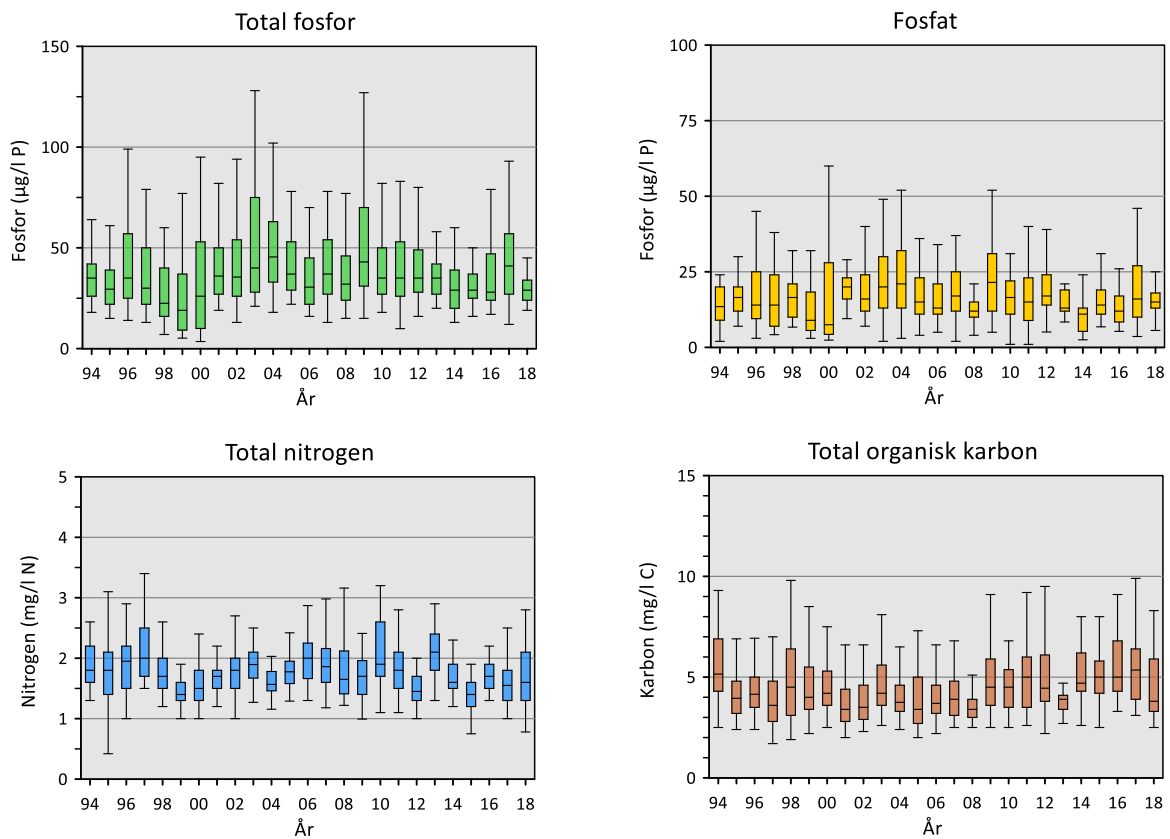 Total fosfor
150
100
50
0
Fosfor (µg/l P)
94 96 98 00 02 04 06 08 10 12 14 16 18
År
Fosfat
100
75
50
25
0
Fosfor (µg/l P)
94 96 98 00 02 04 06 08 10 12 14 16 18
År
Total nitrogen
5
4
3
2
1
0
Nitrogen (mg/l N)
94 96 98 00 02 04 06 08 10 12 14 16 18
År
Total organisk karbon
15
10
5
0
Karbon (mg/l C)
94 96 98 00 02 04 06 08 10 12 14 16 18
År